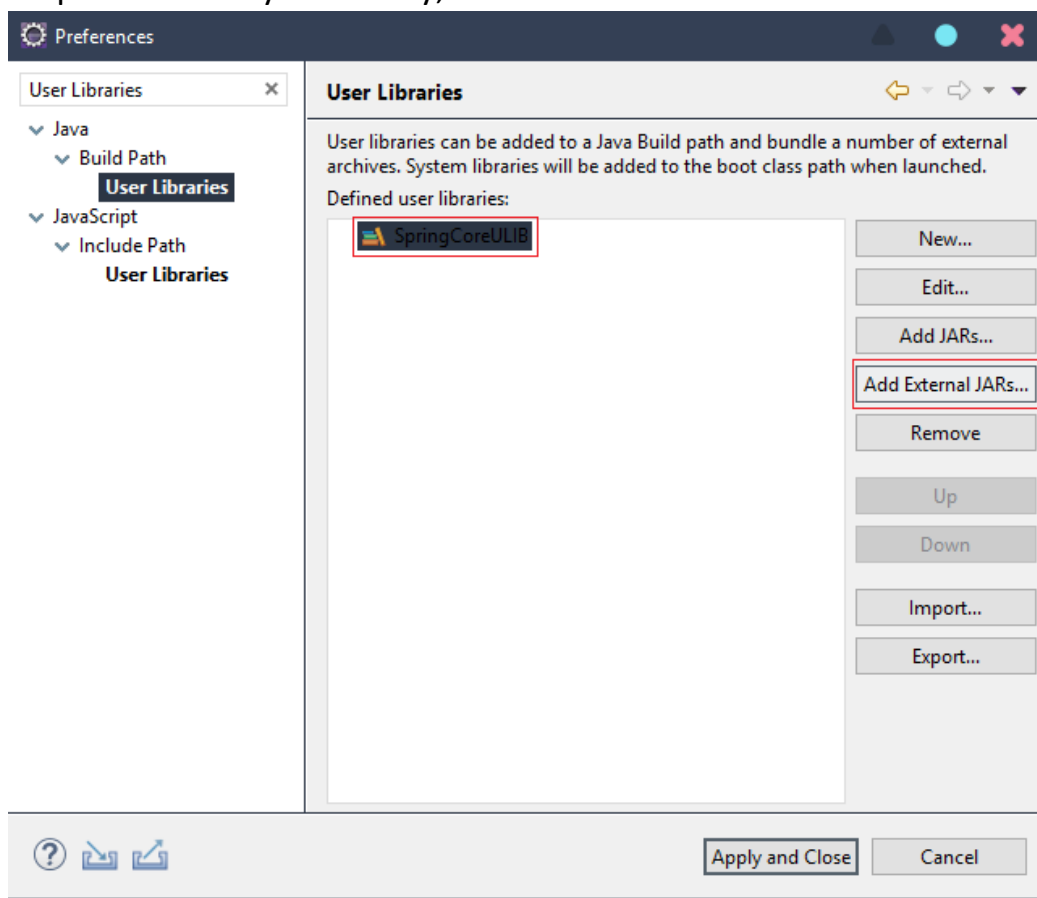 Preferences
User Libraries
Java
Build Path
User Libraries
JavaScript
Include Path
User Libraries
User Libraries
User libraries can be added to a Java Build path and bundle a number of external
archives. System libraries will be added to the boot class path when launched.
Defined user libraries:
SpringCoreULIB
New...
Edit...
Add JARs...
Add External JARs...
Remove
Up
Down
Import...
Export...
Apply and Close
Cancel